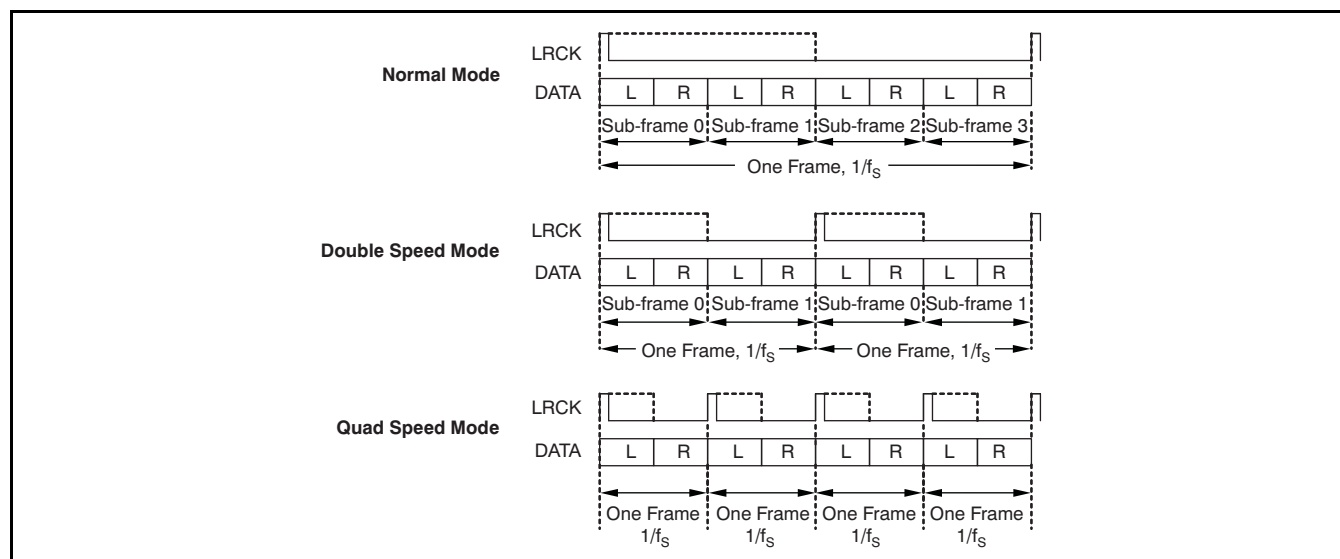 LRCK
Normal Mode
DATA L R L R L R L R
Sub-frame 0 Sub-frame 1 Sub-frame 2 Sub-frame 3
One Frame, 1/fS
LRCK
Double Speed Mode
DATA L R L R L R L R
Sub-frame 0 Sub-frame 1 Sub-frame 0 Sub-frame 1
One Frame, 1/fS One Frame, 1/fS
LRCK
Quad Speed Mode
DATA L R L R L R L R
One Frame One Frame One Frame One Frame
1/fS 1/fS 1/fS 1/fS